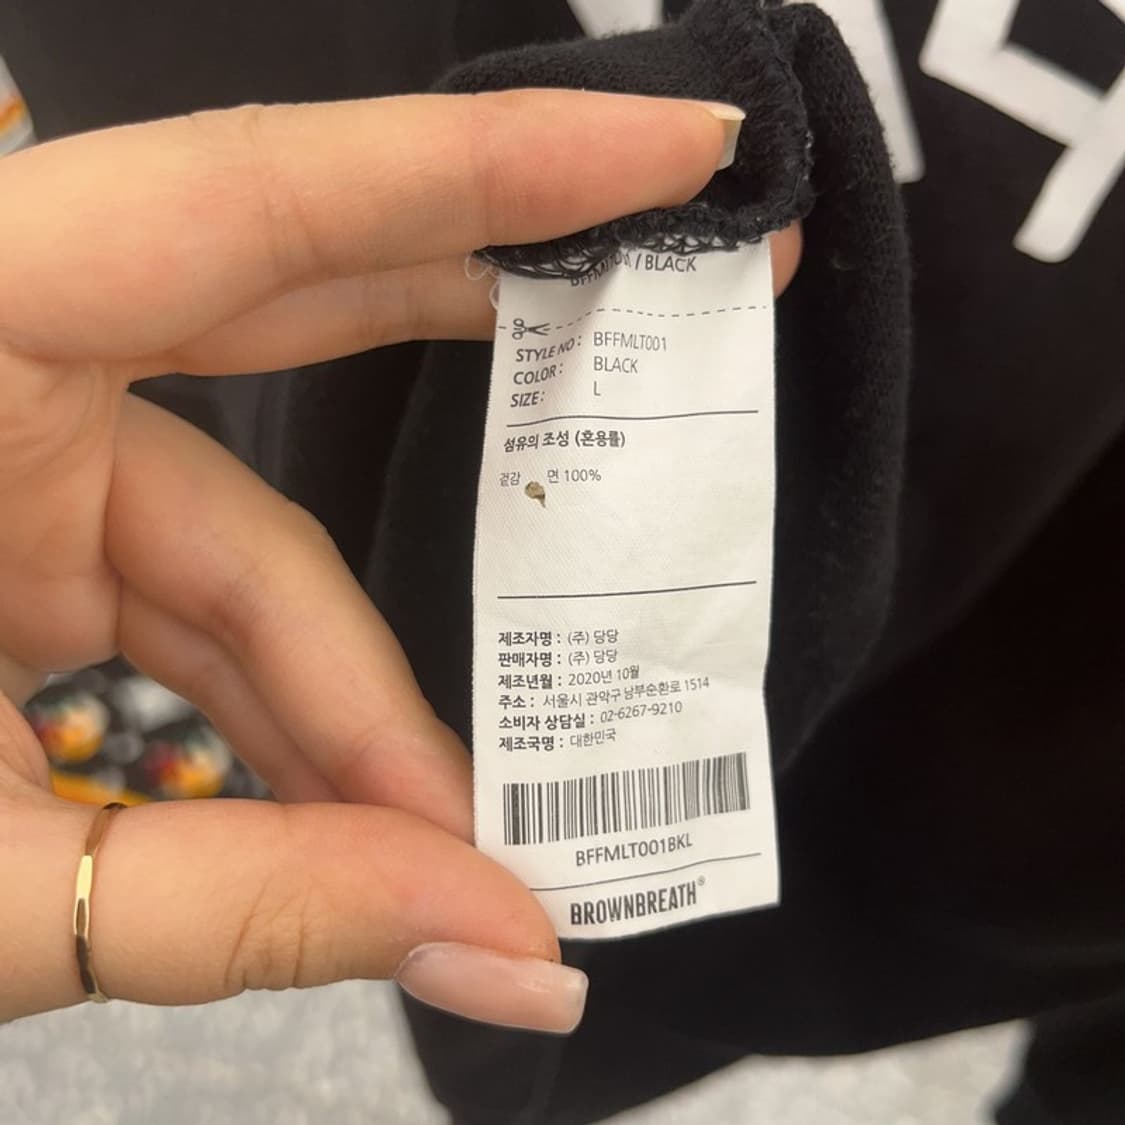 / BLACK
STYLE NO : BFFMLT001
COLOR : BLACK
SIZE : L
섬유의 조성 (혼용률)
겉감 면 100%
제조자명 : (주) 당당
판매자명 : (주) 당당
제조년월 : 2020년 10월
주소 : 서울시 관악구 남부순환로 1514
소비자 상담실 : 02-6267-9210
제조국명 : 대한민국
BFFMLT001BKL
BROWNBREATH®